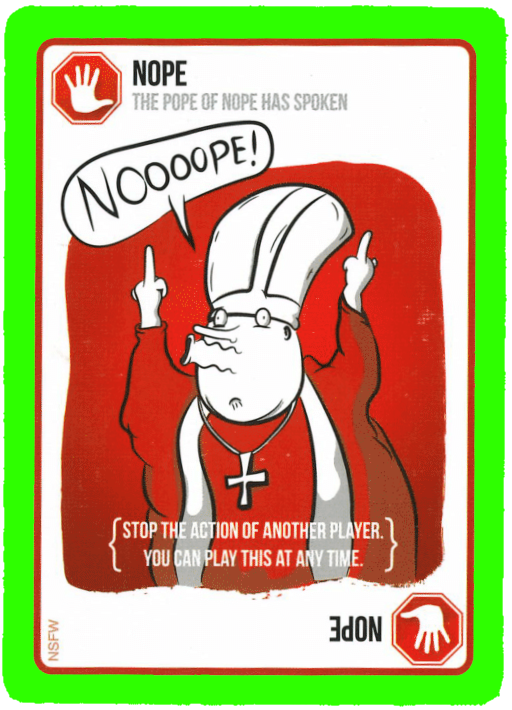 NOPE
THE POPE OF NOPE HAS SPOKEN
NOOOOPE!
{STOP THE ACTION OF ANOTHER PLAYER.
YOU CAN PLAY THIS AT ANY TIME.}
NOPE
NSFW